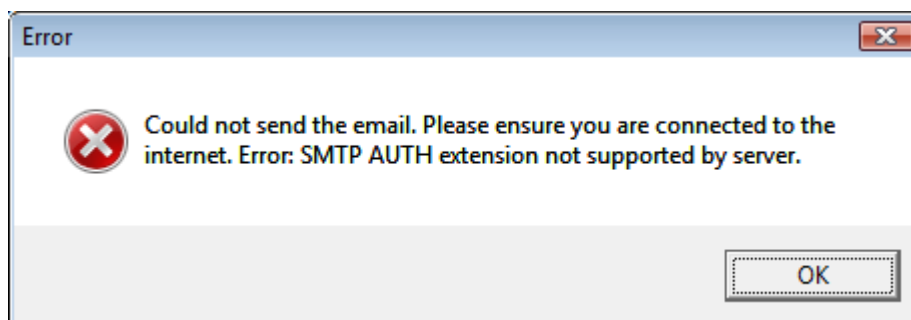 Error
Could not send the email. Please ensure you are connected to the
internet. Error: SMTP AUTH extension not supported by server.
OK